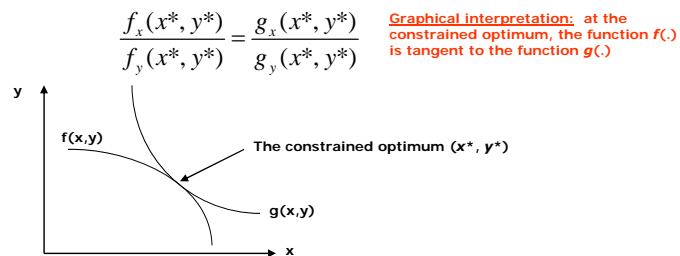 f_x(x*, y*) / f_y(x*, y*) = g_x(x*, y*) / g_y(x*, y*)
Graphical interpretation: at the
constrained optimum, the function f(.)
is tangent to the function g(.)
y
f(x,y)
The constrained optimum (x*, y*)
g(x,y)
x